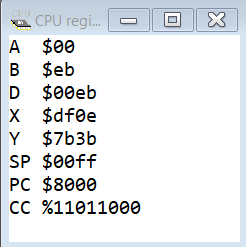 CPU regi...
A $00
B $eb
D $00eb
X $df0e
Y $7b3b
SP $00ff
PC $8000
CC %11011000